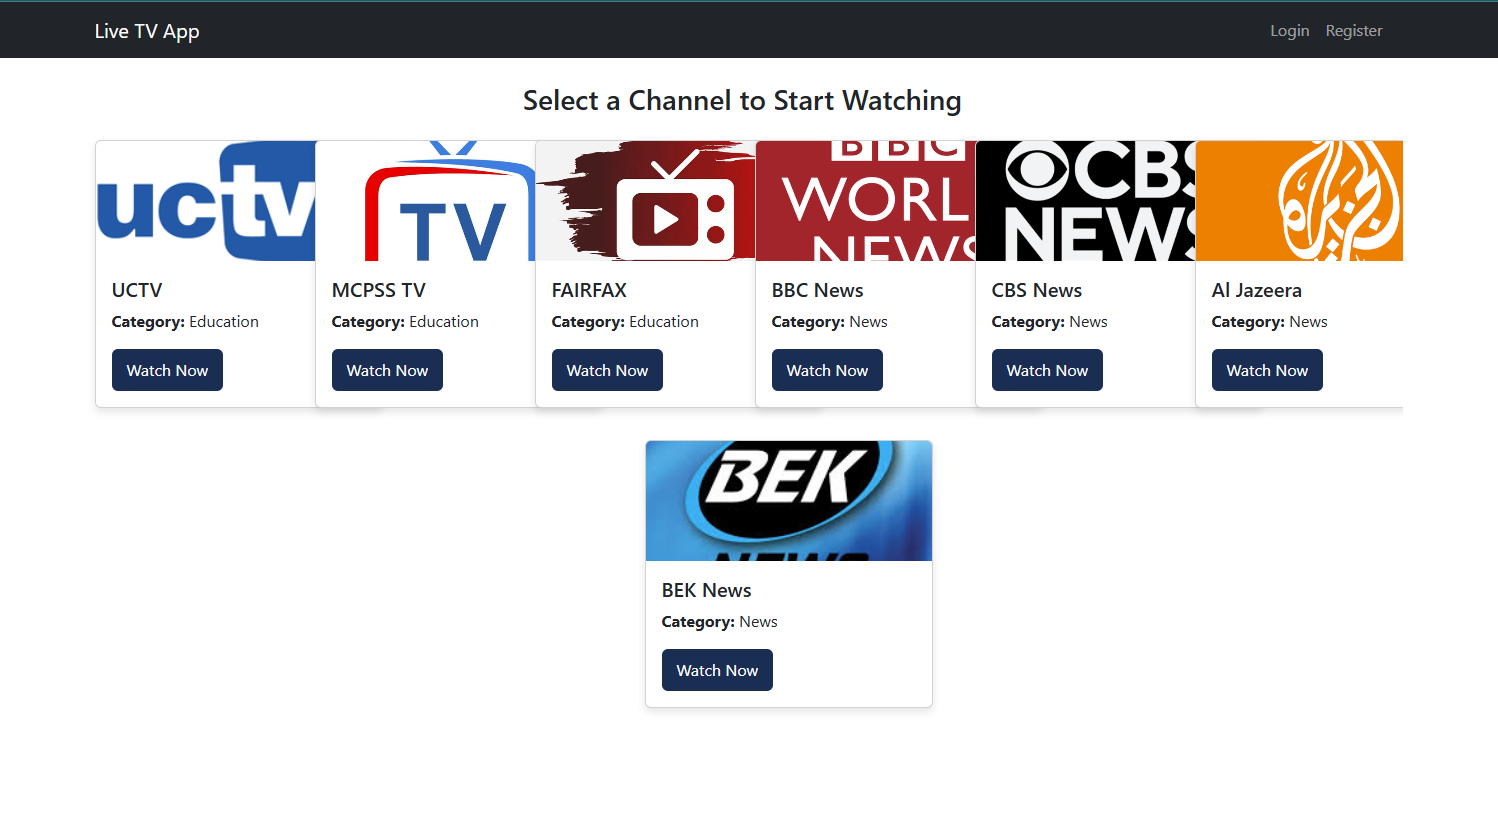 Live TV App
Login Register
Select a Channel to Start Watching
uctv
TV
BBC
WORL
NEWS
CBS
NEWS
UCTV
Category: Education
Watch Now
MCPSS TV
Category: Education
Watch Now
FAIRFAX
Category: Education
Watch Now
BBC News
Category: News
Watch Now
CBS News
Category: News
Watch Now
Al Jazeera
Category: News
Watch Now
BEK
NEWS
BEK News
Category: News
Watch Now